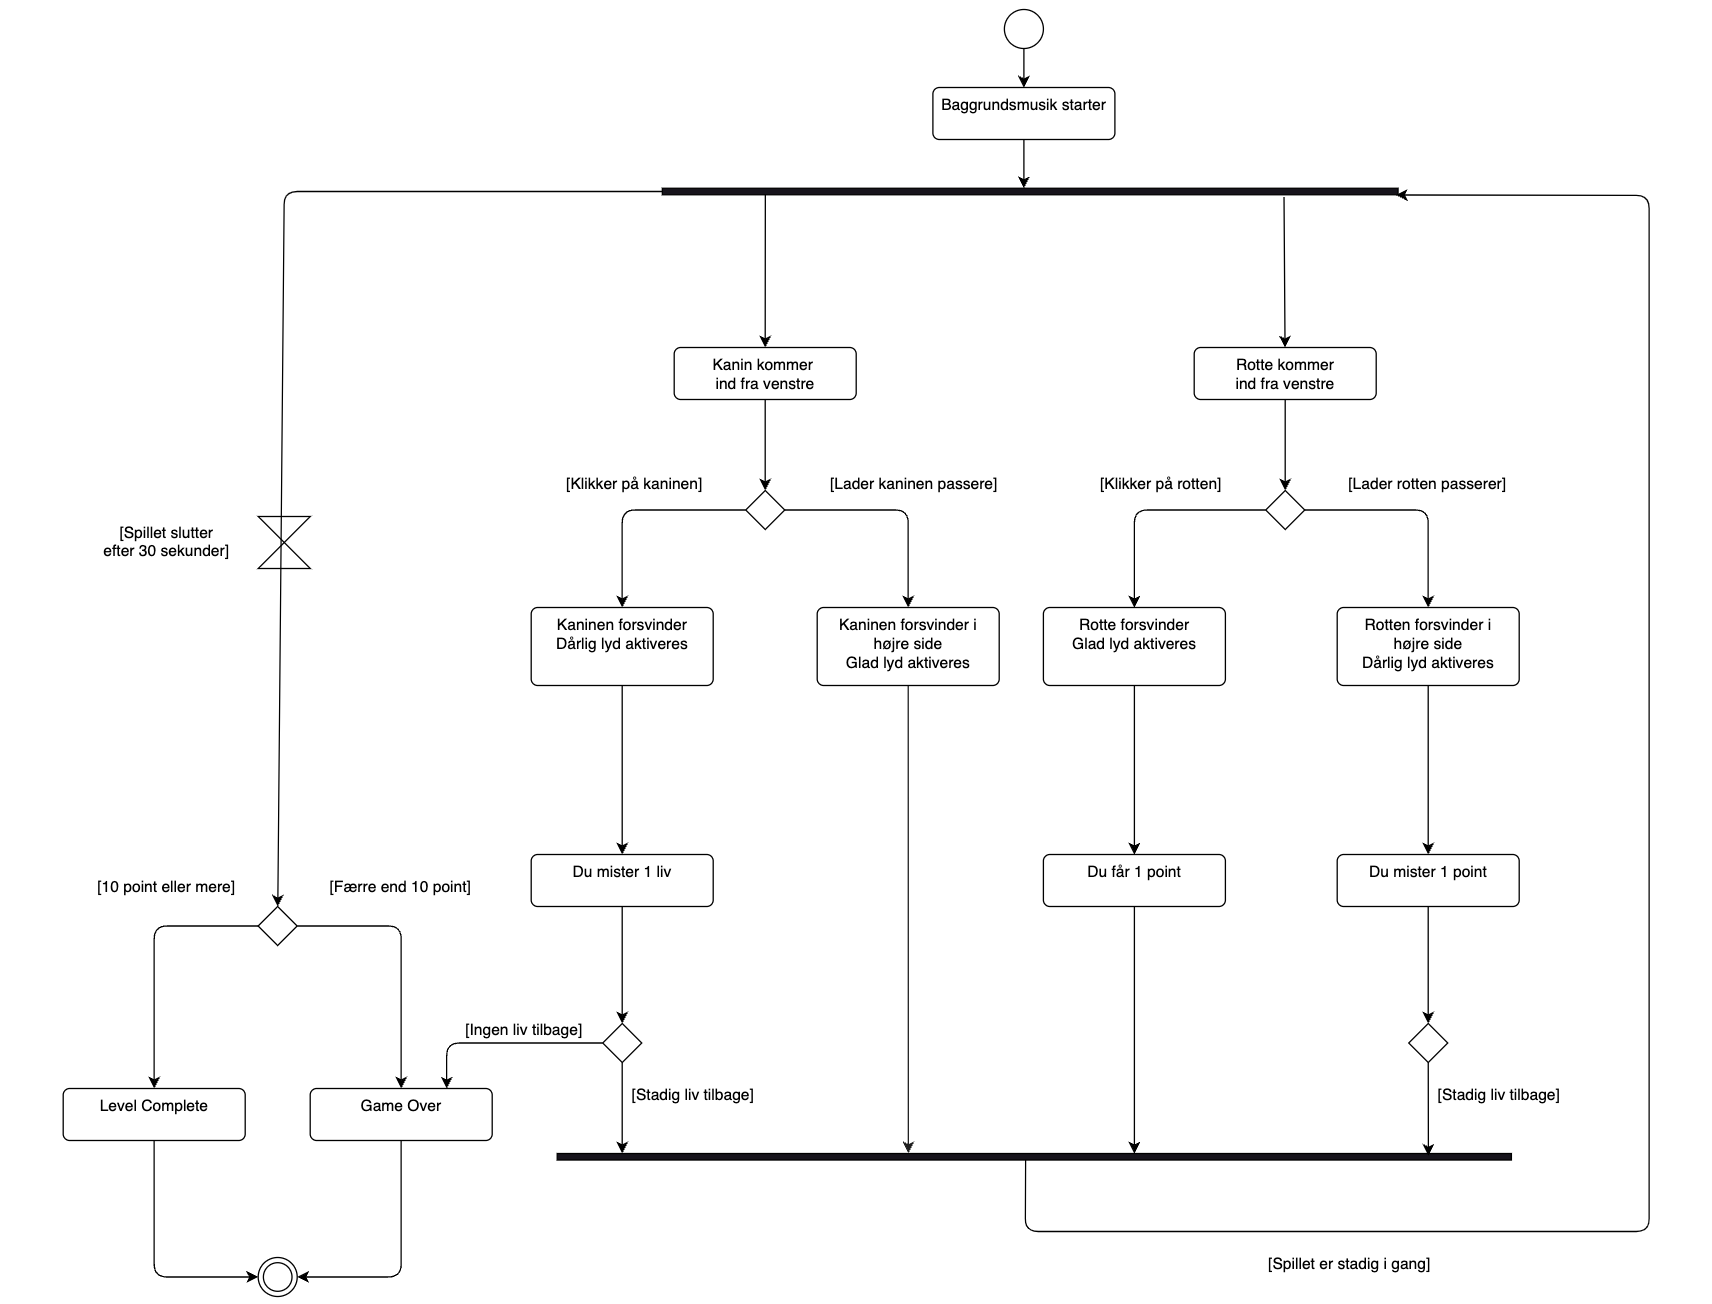 Baggrundsmusik starter
Kanin kommer
ind fra venstre
Rotte kommer
ind fra venstre
[Klikker på kaninen]
[Lader kaninen passere]
[Klikker på rotten]
[Lader rotten passerer]
[Spillet slutter
efter 30 sekunder]
Kaninen forsvinder
Dårlig lyd aktiveres
Kaninen forsvinder i
højre side
Glad lyd aktiveres
Rotte forsvinder
Glad lyd aktiveres
Rotten forsvinder i
højre side
Dårlig lyd aktiveres
Du mister 1 liv
Du får 1 point
Du mister 1 point
[10 point eller mere]
[Færre end 10 point]
[Ingen liv tilbage]
[Stadig liv tilbage]
[Stadig liv tilbage]
Level Complete
Game Over
[Spillet er stadig i gang]